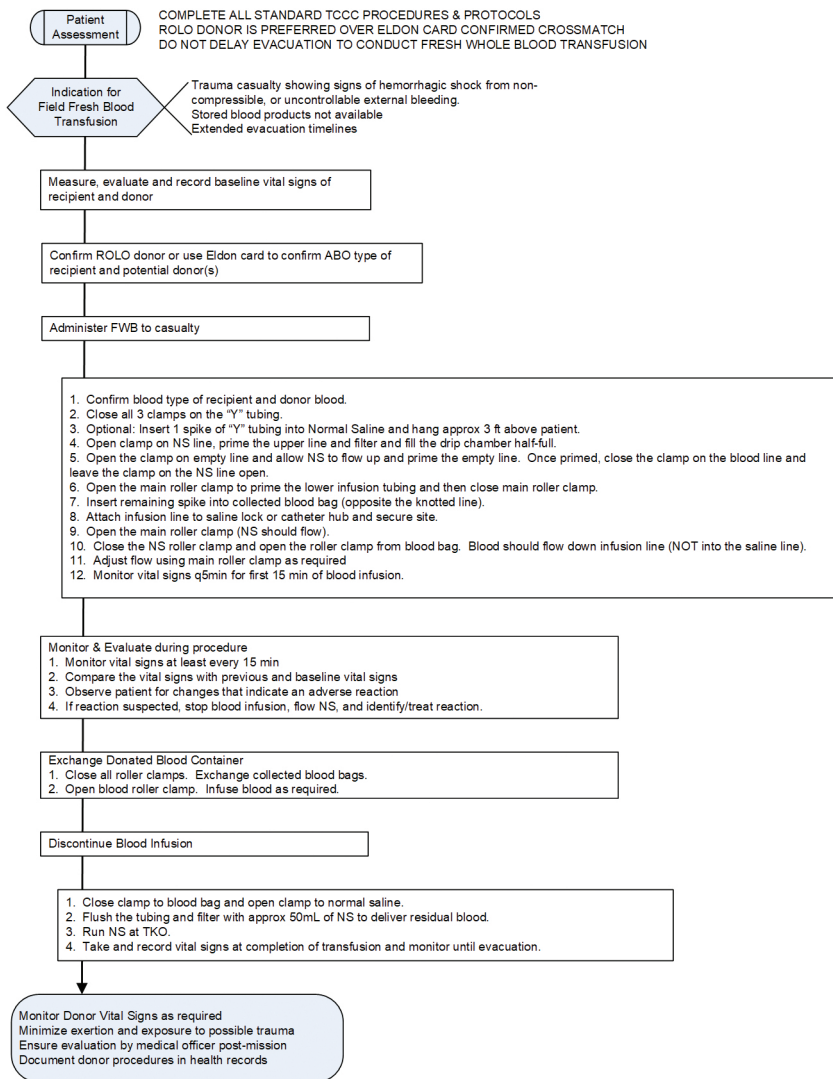 Patient
Assessment
COMPLETE ALL STANDARD TCCC PROCEDURES & PROTOCOLS
ROLO DONOR IS PREFERRED OVER ELDON CARD CONFIRMED CROSSMATCH
DO NOT DELAY EVACUATION TO CONDUCT FRESH WHOLE BLOOD TRANSFUSION
Indication for
Field Fresh Blood
Transfusion
Trauma casualty showing signs of hemorrhagic shock from non-
compressible, or uncontrollable external bleeding.
Stored blood products not available
Extended evacuation timelines
Measure, evaluate and record baseline vital signs of
recipient and donor
Confirm ROLO donor or use Eldon card to confirm ABO type of
recipient and potential donor(s)
Administer FWB to casualty
1. Confirm blood type of recipient and donor blood.
2. Close all 3 clamps on the “Y” tubing.
3. Optional: Insert 1 spike of “Y” tubing into Normal Saline and hang approx 3 ft above patient.
4. Open clamp on NS line, prime the upper line and filter and fill the drip chamber half-full.
5. Open the clamp on empty line and allow NS to flow up and prime the empty line. Once primed, close the clamp on the blood line and
leave the clamp on the NS line open.
6. Open the main roller clamp to prime the lower infusion tubing and then close main roller clamp.
7. Insert remaining spike into collected blood bag (opposite the knotted line).
8. Attach infusion line to saline lock or catheter hub and secure site.
9. Open the main roller clamp (NS should flow).
10. Close the NS roller clamp and open the roller clamp from blood bag. Blood should flow down infusion line (NOT into the saline line).
11. Adjust flow using main roller clamp as required
12. Monitor vital signs q5min for first 15 min of blood infusion.
Monitor & Evaluate during procedure
1. Monitor vital signs at least every 15 min
2. Compare the vital signs with previous and baseline vital signs
3. Observe patient for changes that indicate an adverse reaction
4. If reaction suspected, stop blood infusion, flow NS, and identify/treat reaction.
Exchange Donated Blood Container
1. Close all roller clamps. Exchange collected blood bags.
2. Open blood roller clamp. Infuse blood as required.
Discontinue Blood Infusion
1. Close clamp to blood bag and open clamp to normal saline.
2. Flush the tubing and filter with approx 50mL of NS to deliver residual blood.
3. Run NS at TKO.
4. Take and record vital signs at completion of transfusion and monitor until evacuation.
Monitor Donor Vital Signs as required
Minimize exertion and exposure to possible trauma
Ensure evaluation by medical officer post-mission
Document donor procedures in health records